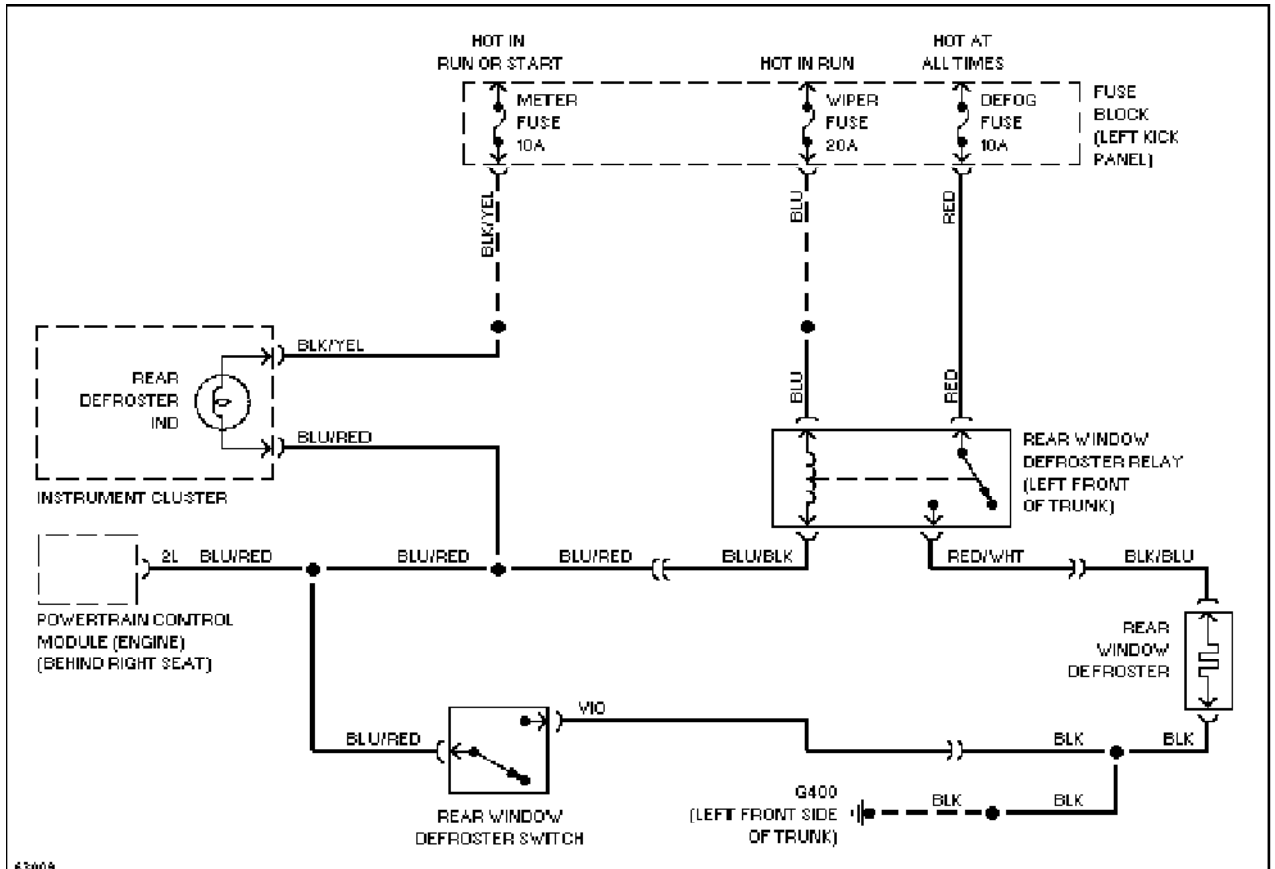 HOT IN
RUN OR START
HOT IN RUN
HOT AT
ALL TIMES
METER
FUSE
10A
WIPER
FUSE
20A
DEFOG
FUSE
10A
FUSE
BLOCK
(LEFT KICK
PANEL)
BLK/YEL
BLU
RED
BLK/YEL
REAR
DEFROSTER
IND
BLU/RED
INSTRUMENT CLUSTER
BLU
RED
REAR WINDOW
DEFROSTER RELAY
(LEFT FRONT
OF TRUNK)
2L BLU/RED
BLU/RED
BLU/RED
BLU/BLK
RED/WHT
BLK/BLU
POWERTRAIN CONTROL
MODULE (ENGINE)
(BEHIND RIGHT SEAT)
REAR
WINDOW
DEFROSTER
BLU/RED
VIO
BLK
BLK
REAR WINDOW
DEFROSTER SWITCH
G400
(LEFT FRONT SIDE
OF TRUNK)
BLK
BLK